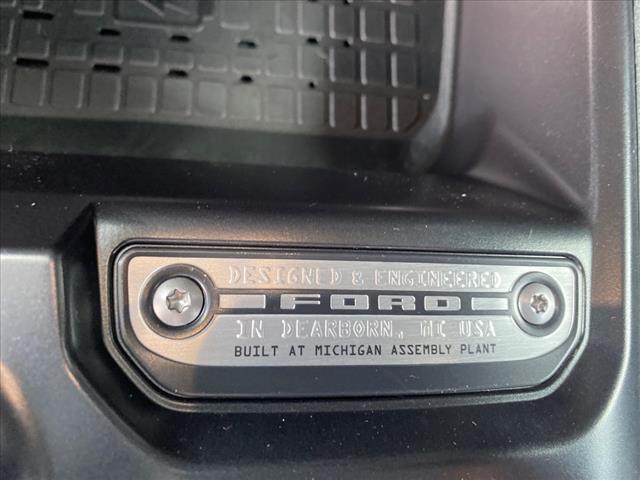 DESIGNED & ENGINEERED
FORD
IN DEARBORN, MI USA
BUILT AT MICHIGAN ASSEMBLY PLANT